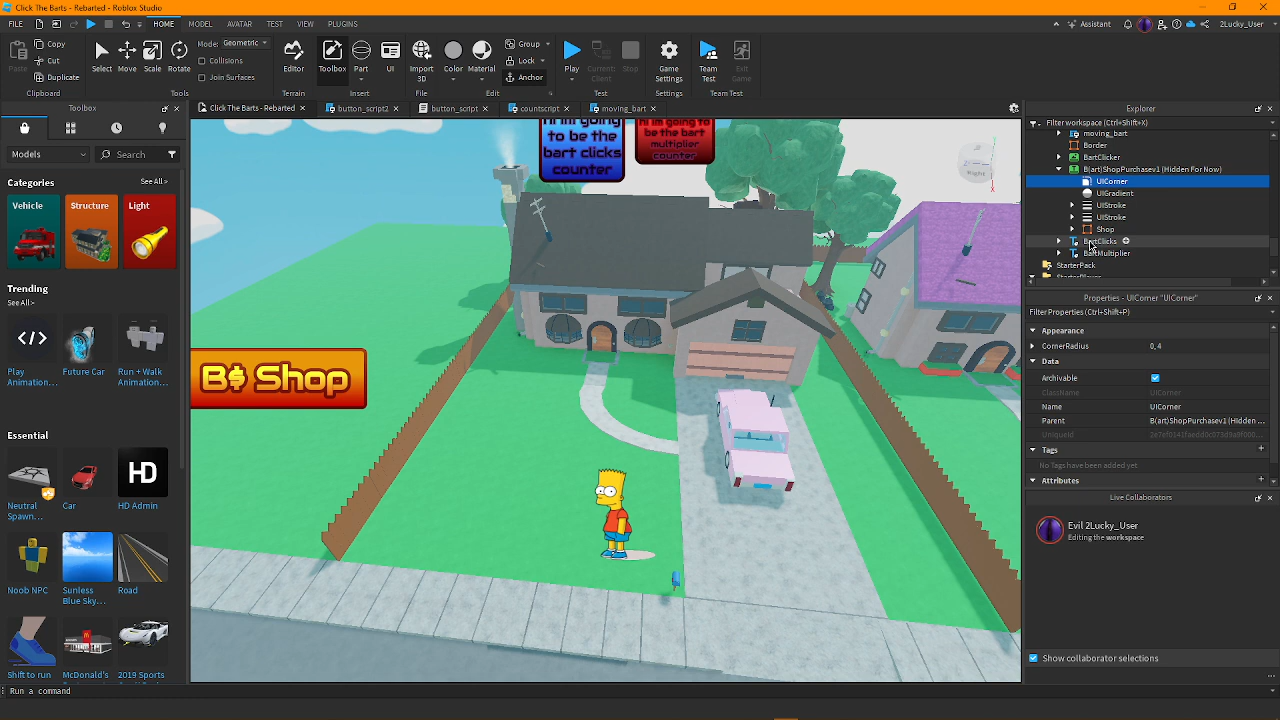 Click The Barts - Rebarted - Roblox Studio
FILE
HOME
MODEL
AVATAR
TEST
VIEW
PLUGINS
Assistant
2Lucky_User
Paste
Copy
Cut
Duplicate
Clipboard
Select
Move
Scale
Rotate
Mode: Geometric
Collisions
Join Surfaces
Tools
Editor
Terrain
Toolbox
Part
UI
Insert
Import
3D
File
Color
Material
Group
Lock
Anchor
Edit
Play
Current:
Client
Stop
Test
Game
Settings
Settings
Team
Test
Exit
Game
Team Test
Toolbox
Click The Barts - Rebarted
button_script2
button_script
countscript
moving_bart
Explorer
Models
Search
Categories
See All>
Vehicle
Structure
Light
Trending
See All>
Play
Animation...
Future Car
Run + Walk
Animation...
Essential
Neutral
Spawn...
Car
HD
HD Admin
Noob NPC
Sunless
Blue Sky...
Road
Shift to run
McDonald's
2019 Sports
Hi im going
to be the
bart clicks
counter
Hi im going to
be the bart
multiplier
counter
Right
B$ Shop
Filter workspace (Ctrl+Shift+X)
moving_bart
Border
BartClicker
B(art)ShopPurchasev1 (Hidden For Now)
UICorner
UIGradient
UIStroke
UIStroke
Shop
BartClicks
BartMultiplier
StarterPack
StarterPlayer
Properties - UICorner "UICorner"
Filter Properties (Ctrl+Shift+P)
Appearance
CornerRadius 0, 4
Data
Archivable
ClassName UICorner
Name UICorner
Parent B(art)ShopPurchasev1 (Hidden ...
Tags
No Tags have been added yet
Attributes
Live Collaborators
Evil 2Lucky_User
Editing the workspace
Show collaborator selections
Run a command